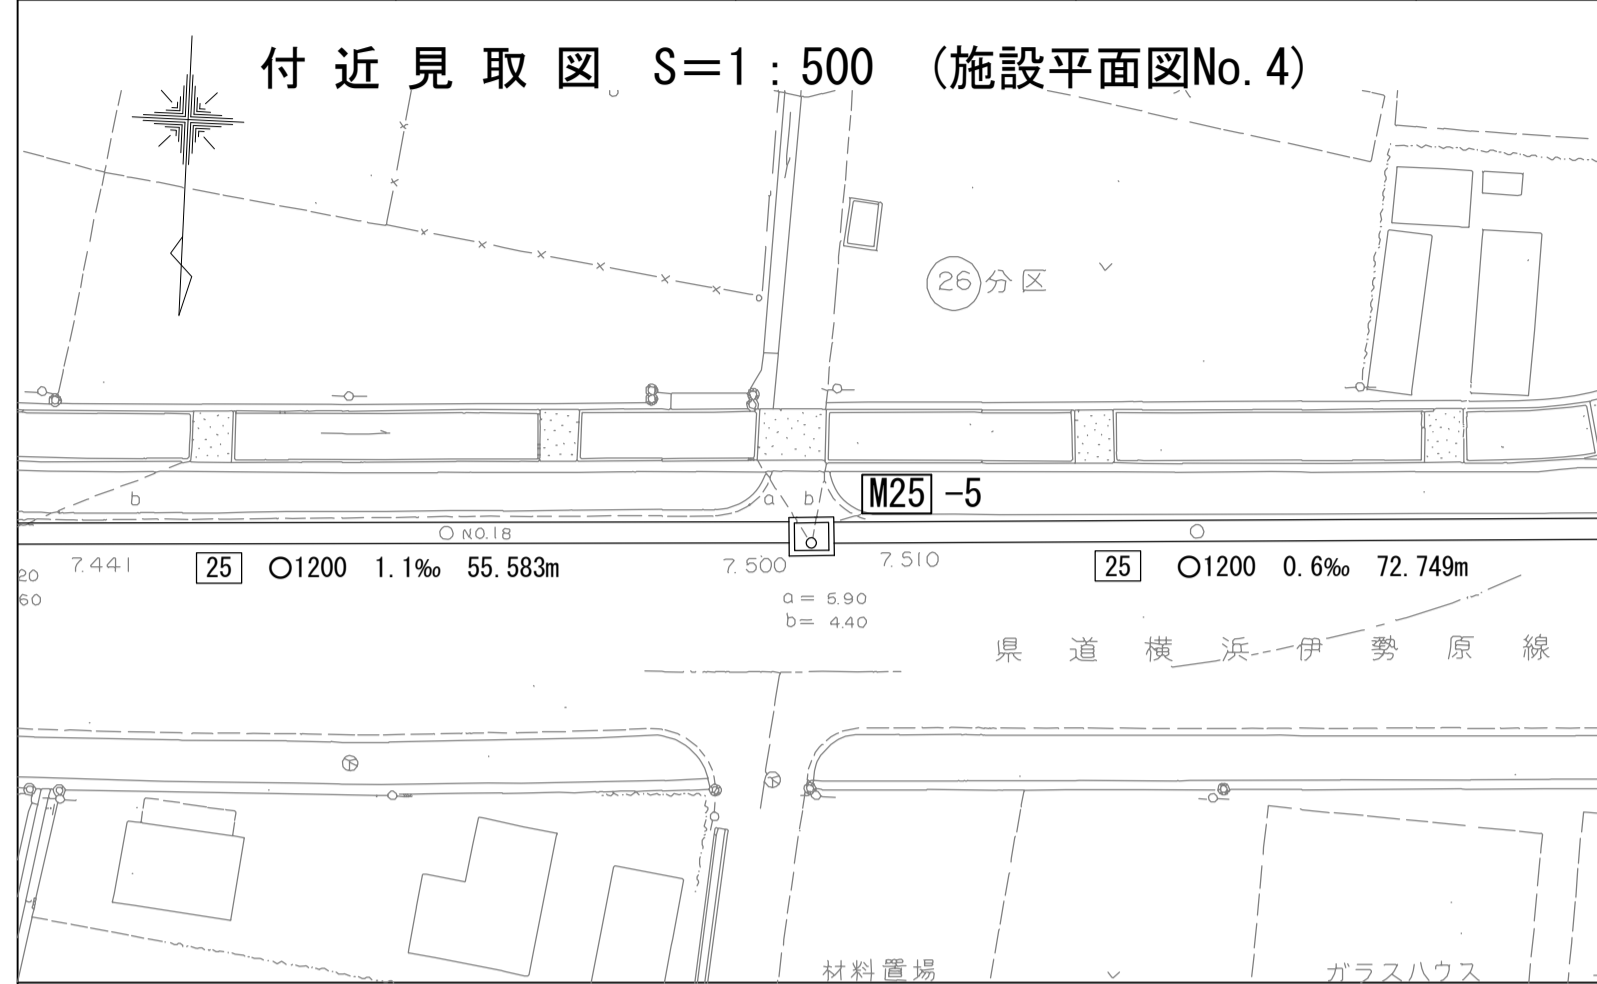 付近見取図 S=1:500 (施設平面図No.4)
26 分区
b
a b
M25 -5
NO.18
7.441
7.500
7.510
25 ○1200 1.1‰ 55.583m
25 ○1200 0.6‰ 72.749m
20
60
a = 5.90
b = 4.40
県道横浜伊勢原線
材料置場
ガラスハウス